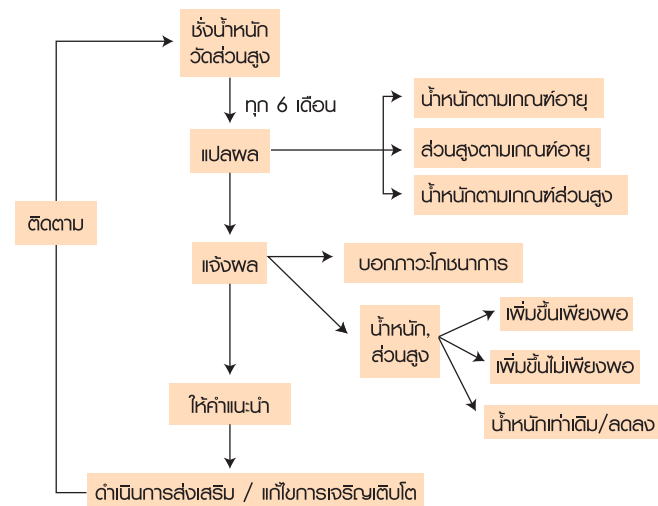 ชั่งน้ำหนัก
วัดส่วนสูง
ทุก 6 เดือน
แปลผล
น้ำหนักตามเกณฑ์อายุ
ส่วนสูงตามเกณฑ์อายุ
น้ำหนักตามเกณฑ์ส่วนสูง
ติดตาม
แจ้งผล
บอกภาวะโภชนาการ
น้ำหนัก,
ส่วนสูง
เพิ่มขึ้นเพียงพอ
เพิ่มขึ้นไม่เพียงพอ
น้ำหนักเท่าเดิม/ลดลง
ให้คำแนะนำ
ดำเนินการส่งเสริม / แก้ไขการเจริญเติบโต